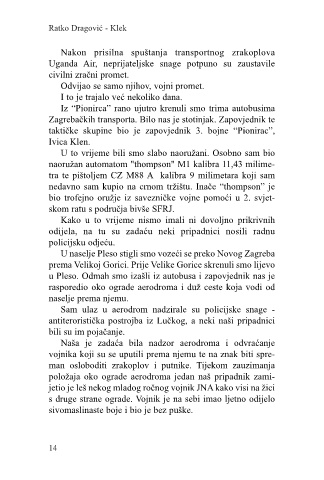 Ratko Dragović - Klek
Nakon prisilna spuštanja transportnog zrakoplova
Uganda Air, neprijateljske snage potpuno su zaustavile
civilni zračni promet.
Odvijao se samo njihov, vojni promet.
I to je trajalo već nekoliko dana.
Iz “Pionirca” rano ujutro krenuli smo trima autobusima
Zagrebačkih transporta. Bilo nas je stotinjak. Zapovjednik te
taktičke skupine bio je zapovjednik 3. bojne “Pionirac”,
Ivica Klen.
U to vrijeme bili smo slabo naoružani. Osobno sam bio
naoružan automatom "thompson" M1 kalibra 11,43 milime-
tra te pištoljem CZ M88 A  kalibra 9 milimetara koji sam
nedavno sam kupio na crnom tržištu. Inače “thompson” je
bio trofejno oružje iz savezničke vojne pomoći u 2. svjet-
skom ratu s područja bivše SFRJ.
Kako u to vrijeme nismo imali ni dovoljno prikrivnih
odijela, na tu su zadaću neki pripadnici nosili radnu
policijsku odjeću.
U naselje Pleso stigli smo vozeći se preko Novog Zagreba
prema Velikoj Gorici. Prije Velike Gorice skrenuli smo lijevo
u Pleso. Odmah smo izašli iz autobusa i zapovjednik nas je
rasporedio oko ograde aerodroma i duž ceste koja vodi od
naselje prema njemu.
Sam ulaz u aerodrom nadzirale su policijske snage -
antiteroristička postrojba iz Lučkog, a neki naši pripadnici
bili su im pojačanje.
Naša je zadaća bila nadzor aerodroma i odvraćanje
vojnika koji su se uputili prema njemu te na znak biti spre-
man osloboditi zrakoplov i putnike. Tijekom zauzimanja
položaja oko ograde aerodroma jedan naš pripadnik zami-
jetio je leš nekog mladog ročnog vojnik JNA kako visi na žici
s druge strane ograde. Vojnik je na sebi imao ljetno odijelo
sivomaslinaste boje i bio je bez puške.
14